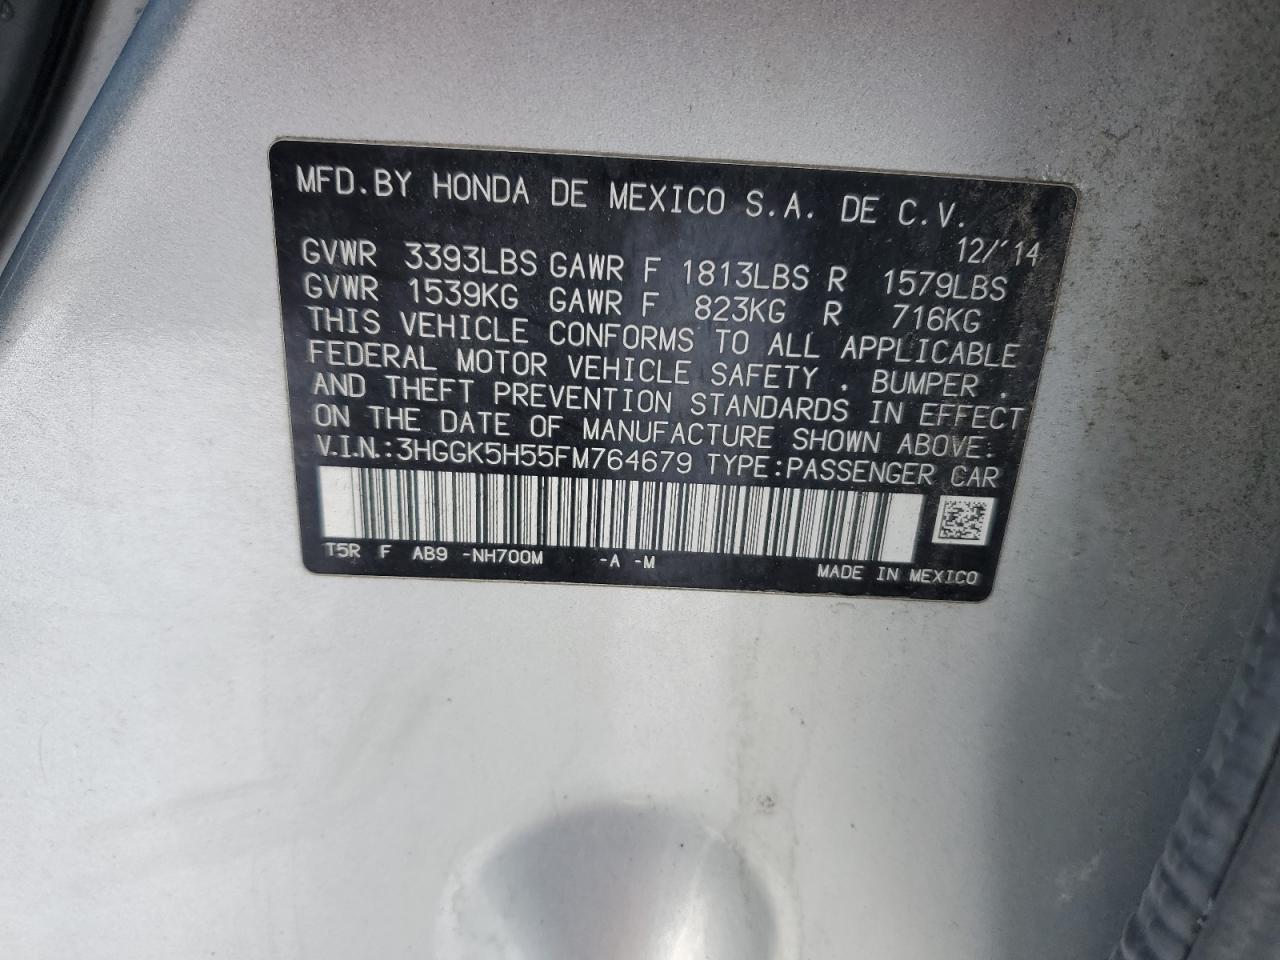 MFD.BY HONDA DE MEXICO S.A. DE C.V.
12/'14
GVWR 3393LBS GAWR F 1813LBS R 1579LBS
GVWR 1539KG GAWR F 823KG R 716KG
THIS VEHICLE CONFORMS TO ALL APPLICABLE
FEDERAL MOTOR VEHICLE SAFETY , BUMPER ,
AND THEFT PREVENTION STANDARDS IN EFFECT
ON THE DATE OF MANUFACTURE SHOWN ABOVE.
V.I.N.:3HGGK5H55FM764679 TYPE:PASSENGER CAR
T5R F AB9 -NH700M -A -M
MADE IN MEXICO